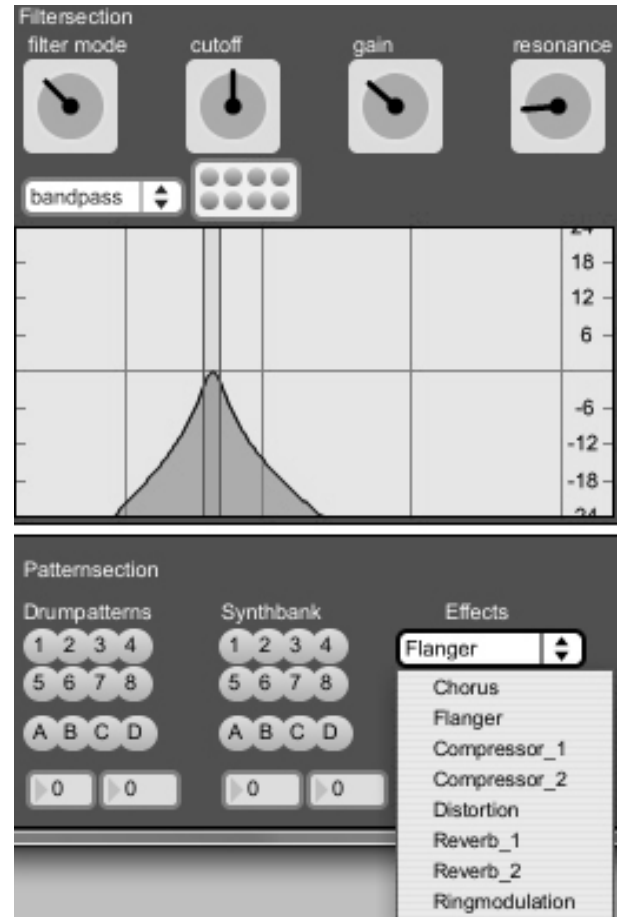 Filtersection
filter mode cutoff gain resonance
bandpass
18
12
6
-6
-12
-18
Patternsection
Drumpatterns Synthbank Effects
1 2 3 4 1 2 3 4 Flanger
5 6 7 8 5 6 7 8 Chorus
Flanger
A B C D A B C D Compressor_1
Compressor_2
0 0 0 0 Distortion
Reverb_1
Reverb_2
Ringmodulation